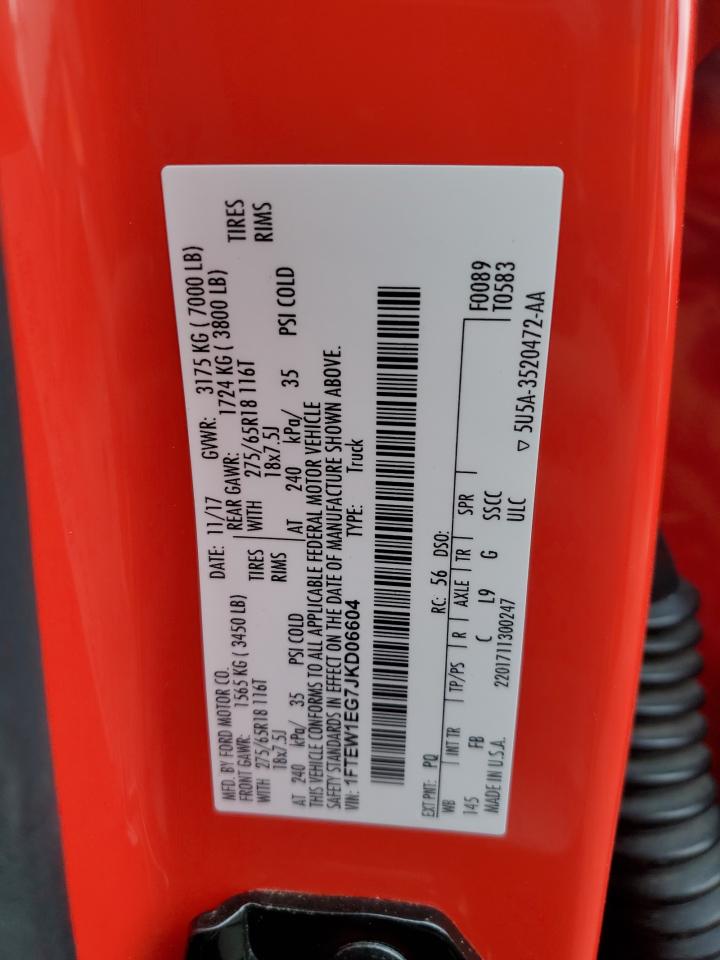 MFD. BY FORD MOTOR CO.
DATE: 11/17 GVWR: 3175 KG ( 7000 LB)
FRONT GAWR: 1565 KG ( 3450 LB) REAR GAWR: 1724 KG ( 3800 LB)
WITH 275/65R18 116T TIRES WITH 275/65R18 116T TIRES
18x7.5J RIMS 18x7.5J RIMS
AT 240 kPa/ 35 PSI COLD AT 240 kPa/ 35 PSI COLD
THIS VEHICLE CONFORMS TO ALL APPLICABLE FEDERAL MOTOR VEHICLE
SAFETY STANDARDS IN EFFECT ON THE DATE OF MANUFACTURE SHOWN ABOVE.
VIN: 1FTEW1EG7JKD06604 TYPE: Truck
EXT PNT: PQ RC: 56 DSO:
WB INT TR TP/PS R AXLE TR SPR F0089
145 FB C L9 G SSCC T0583
MADE IN U.S.A. 2201711300247 ULC
▽ 5U5A-3520472-AA